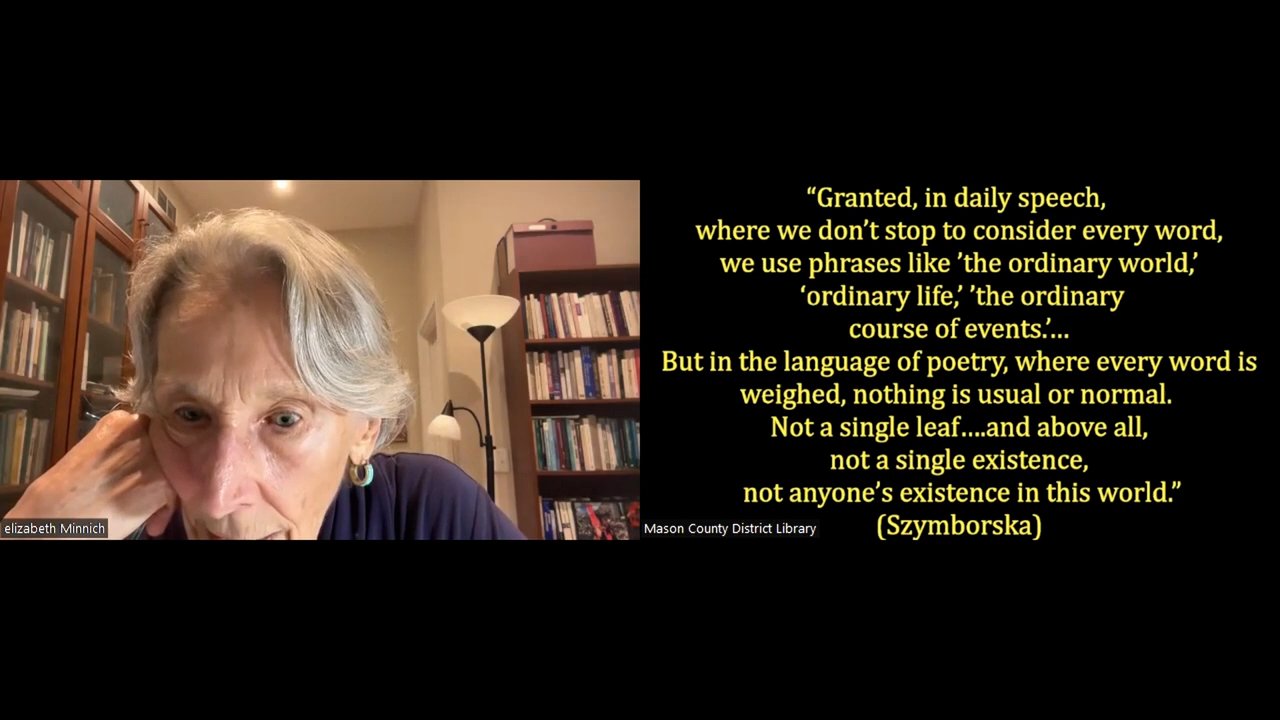 “Granted, in daily speech,
where we don’t stop to consider every word,
we use phrases like ’the ordinary world,’
‘ordinary life,’ ’the ordinary
course of events.’...
But in the language of poetry, where every word is
weighed, nothing is usual or normal.
Not a single leaf....and above all,
not a single existence,
not anyone’s existence in this world.”
(Szymborska)
elizabeth Minnich
Mason County District Library